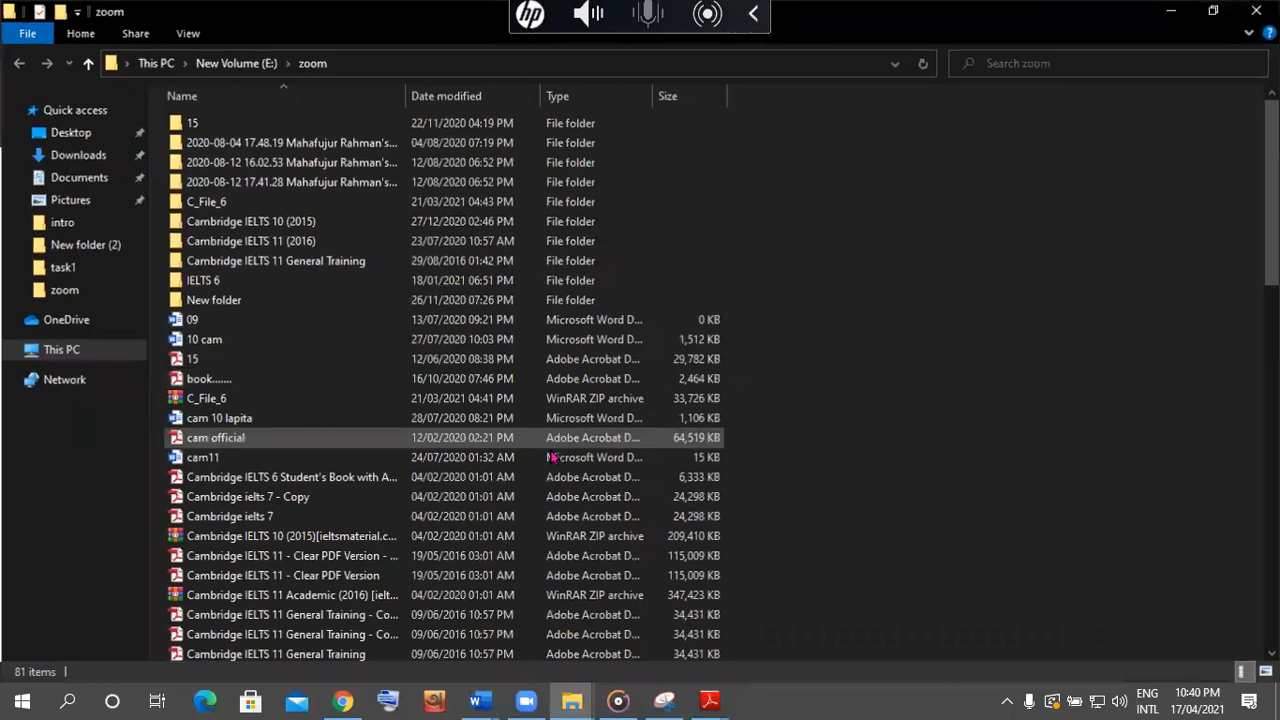 zoom
hp
File Home Share View
This PC New Volume (E:) zoom
Search zoom
Name Date modified Type Size
Quick access
Desktop
Downloads
Documents
Pictures
intro
New folder (2)
task1
zoom
OneDrive
This PC
Network
15 22/11/2020 04:19 PM File folder
2020-08-04 17.48.19 Mahafujur Rahman's... 04/08/2020 07:19 PM File folder
2020-08-12 16.02.53 Mahafujur Rahman's... 12/08/2020 06:52 PM File folder
2020-08-12 17.41.28 Mahafujur Rahman's... 12/08/2020 06:52 PM File folder
C_File_6 21/03/2021 04:43 PM File folder
Cambridge IELTS 10 (2015) 27/12/2020 02:46 PM File folder
Cambridge IELTS 11 (2016) 23/07/2020 10:57 AM File folder
Cambridge IELTS 11 General Training 29/08/2016 01:42 PM File folder
IELTS 6 18/01/2021 06:51 PM File folder
New folder 26/11/2020 07:26 PM File folder
09 13/07/2020 09:21 PM Microsoft Word D... 0 KB
10 cam 27/07/2020 10:03 PM Microsoft Word D... 1,512 KB
15 12/06/2020 08:38 PM Adobe Acrobat D... 29,782 KB
book....... 16/10/2020 07:46 PM Adobe Acrobat D... 2,464 KB
C_File_6 21/03/2021 04:41 PM WinRAR ZIP archive 33,726 KB
cam 10 lapita 28/07/2020 08:21 PM Microsoft Word D... 1,106 KB
cam official 12/02/2020 02:21 PM Adobe Acrobat D... 64,519 KB
cam11 24/07/2020 01:32 AM Microsoft Word D... 15 KB
Cambridge IELTS 6 Student's Book with A... 04/02/2020 01:01 AM Adobe Acrobat D... 6,333 KB
Cambridge ielts 7 - Copy 04/02/2020 01:01 AM Adobe Acrobat D... 24,298 KB
Cambridge ielts 7 04/02/2020 01:01 AM Adobe Acrobat D... 24,298 KB
Cambridge IELTS 10 (2015)[ieltsmaterial.c... 04/02/2020 01:01 AM WinRAR ZIP archive 209,410 KB
Cambridge IELTS 11 - Clear PDF Version - ... 19/05/2016 03:01 AM Adobe Acrobat D... 115,009 KB
Cambridge IELTS 11 - Clear PDF Version 19/05/2016 03:01 AM Adobe Acrobat D... 115,009 KB
Cambridge IELTS 11 Academic (2016) [ielt... 04/02/2020 01:01 AM WinRAR ZIP archive 347,423 KB
Cambridge IELTS 11 General Training - Co... 09/06/2016 10:57 PM Adobe Acrobat D... 34,431 KB
Cambridge IELTS 11 General Training - Co... 09/06/2016 10:57 PM Adobe Acrobat D... 34,431 KB
Cambridge IELTS 11 General Training 09/06/2016 10:57 PM Adobe Acrobat D... 34,431 KB
81 items
ENG 10:40 PM
INTL 17/04/2021